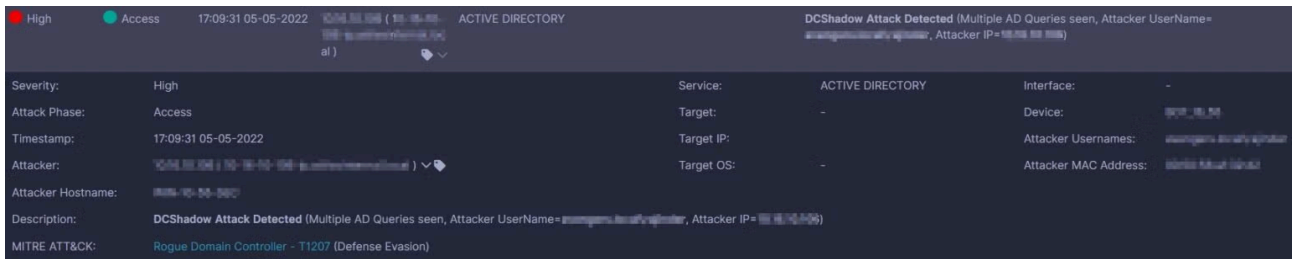 High Access 17:09:31 05-05-2022 ( ACTIVE DIRECTORY DCShadow Attack Detected (Multiple AD Queries seen, Attacker UserName=
, Attacker IP= )
al )
Severity: High Service: ACTIVE DIRECTORY Interface: -
Attack Phase: Access Target: - Device:
Timestamp: 17:09:31 05-05-2022 Target IP: Attacker Usernames:
Attacker: ) Target OS: - Attacker MAC Address:
Attacker Hostname:
Description: DCShadow Attack Detected (Multiple AD Queries seen, Attacker UserName= , Attacker IP= )
MITRE ATT&CK: Rogue Domain Controller - T1207 (Defense Evasion)